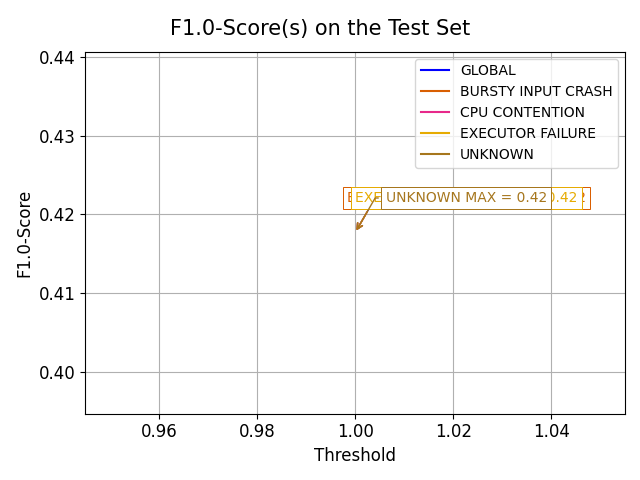 F1.0-Score(s) on the Test Set
0.44
0.43
0.42
0.41
0.40
F1.0-Score
GLOBAL
BURSTY INPUT CRASH
CPU CONTENTION
EXECUTOR FAILURE
UNKNOWN
UNKNOWN MAX = 0.42
0.96 0.98 1.00 1.02 1.04
Threshold